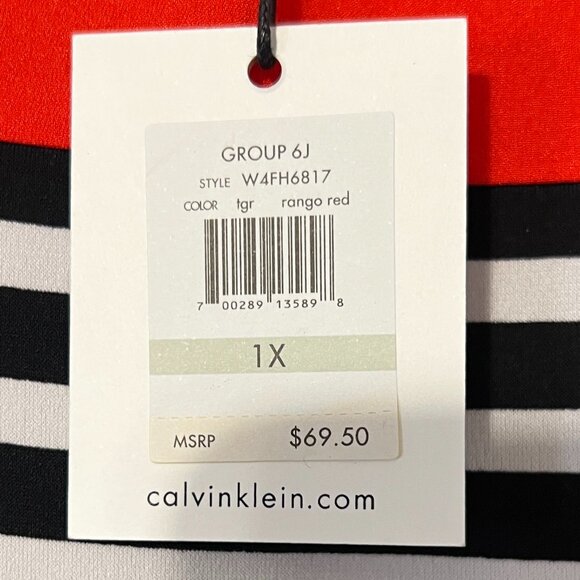 GROUP 6J
STYLE W4FH6817
COLOR tgr rango red
7 00289 13589 8
1X
MSRP $69.50
calvinklein.com